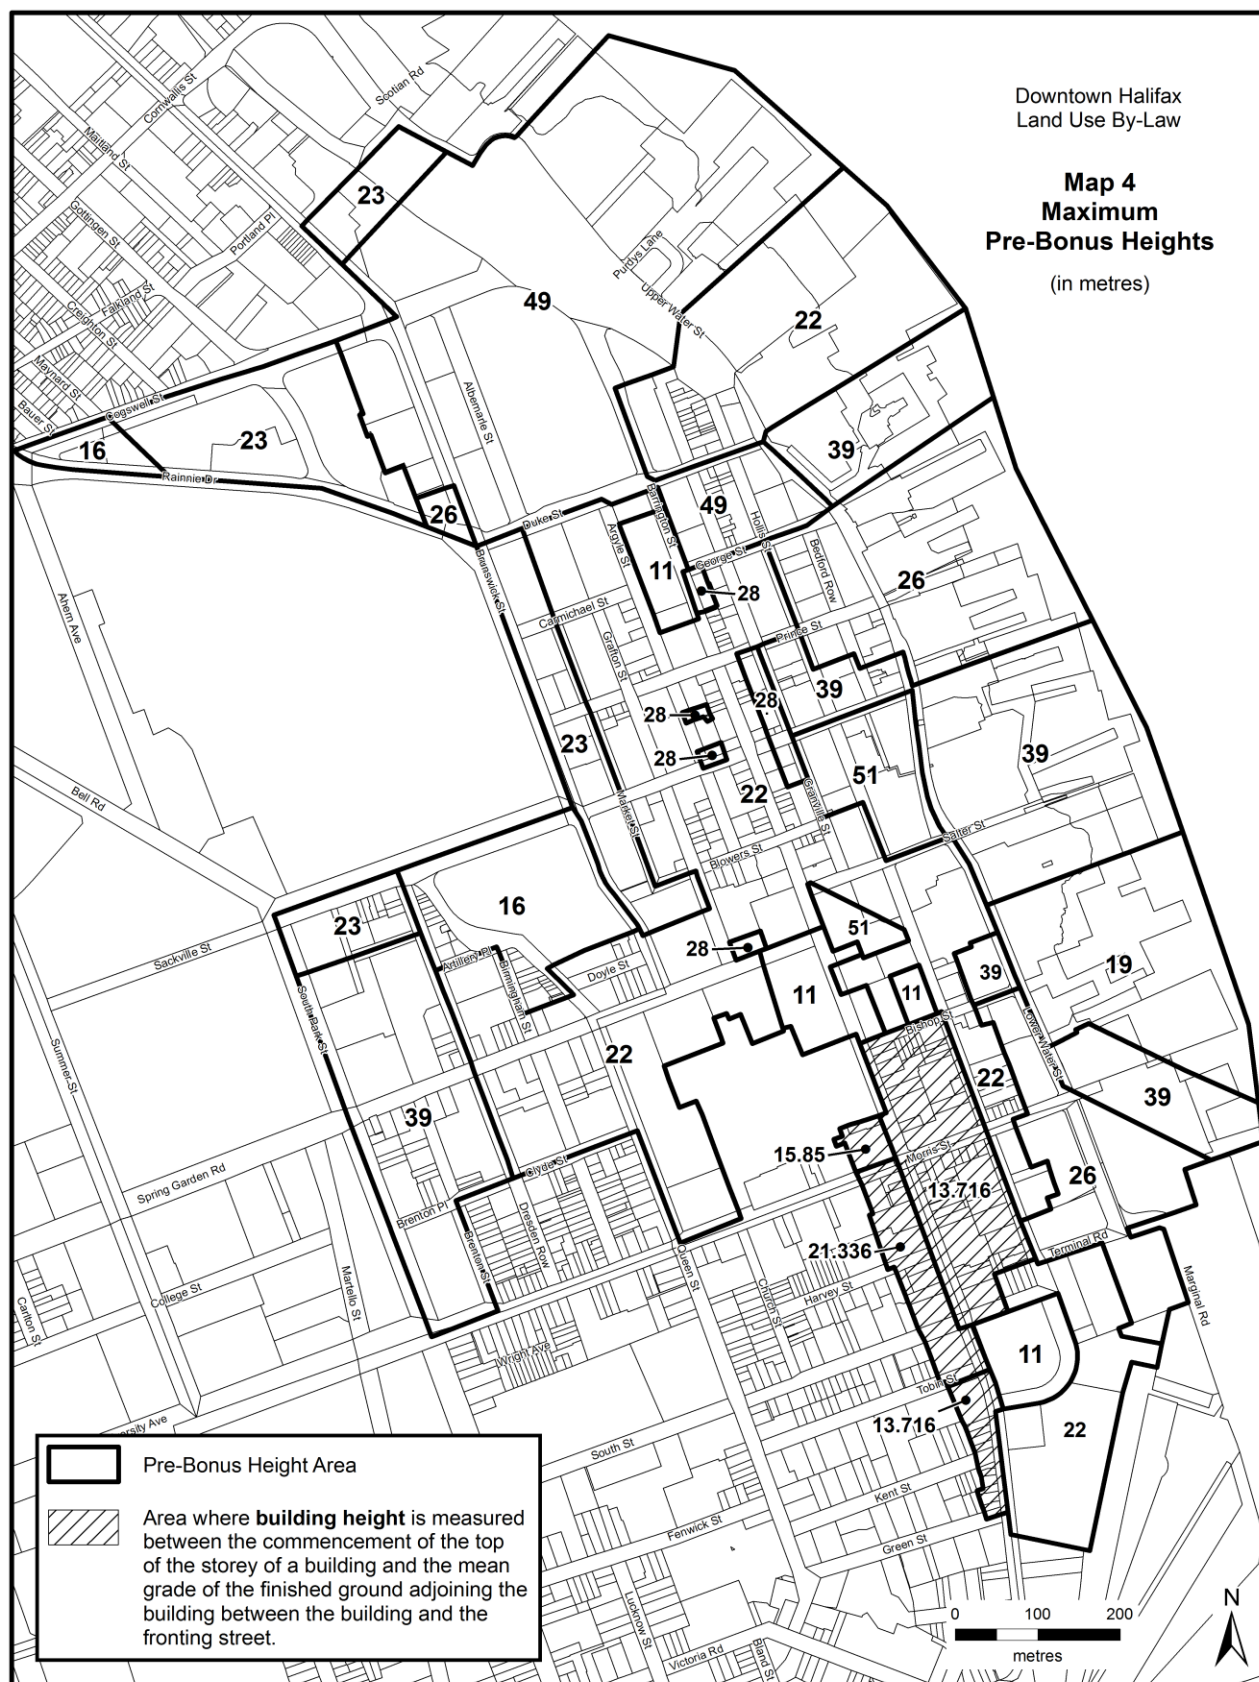 Downtown Halifax
Land Use By-Law
Map 4
Maximum
Pre-Bonus Heights
(in metres)
Cornwallis St
Scotian Rd
Maitland St
Gottingen St
Portland Pl
23
Purdys Lane
Falkland St
Creighton St
49
Upper Water St
22
Maynard St
Bauer St
Cogswell St
Albemarle St
16
23
Rainnie Dr
39
26
Duke St
Barrington St
49
Hollis St
Argyle St
George St
Bedford Row
11
Brunswick St
28
26
Ahern Ave
Carmichael St
Grafton St
Prince St
39
28
28
23
28
39
51
Bell Rd
Market St
22
Granville St
Salter St
Blowers St
16
51
23
28
Sackville St
Artillery Pl
Doyle St
39
19
Birmingham St
11
11
South Park St
Bishop St
Lower Water St
Summer St
22
22
39
39
15.85
Morris St
Clyde St
26
Spring Garden Rd
13.716
Brenton Pl
Dresden Row
21.336
Terminal Rd
Brenton St
Queen St
Church St
Harvey St
College St
Martello St
Marginal Rd
Carlton St
Wright Ave
11
Tobin St
13.716
22
ersity Ave
South St
Kent St
Fenwick St
Green St
Lucknow St
Victoria Rd
Bland St
Pre-Bonus Height Area
Area where building height is measured
between the commencement of the top
of the storey of a building and the mean
grade of the finished ground adjoining the
building between the building and the
fronting street.
0 100 200
metres
N